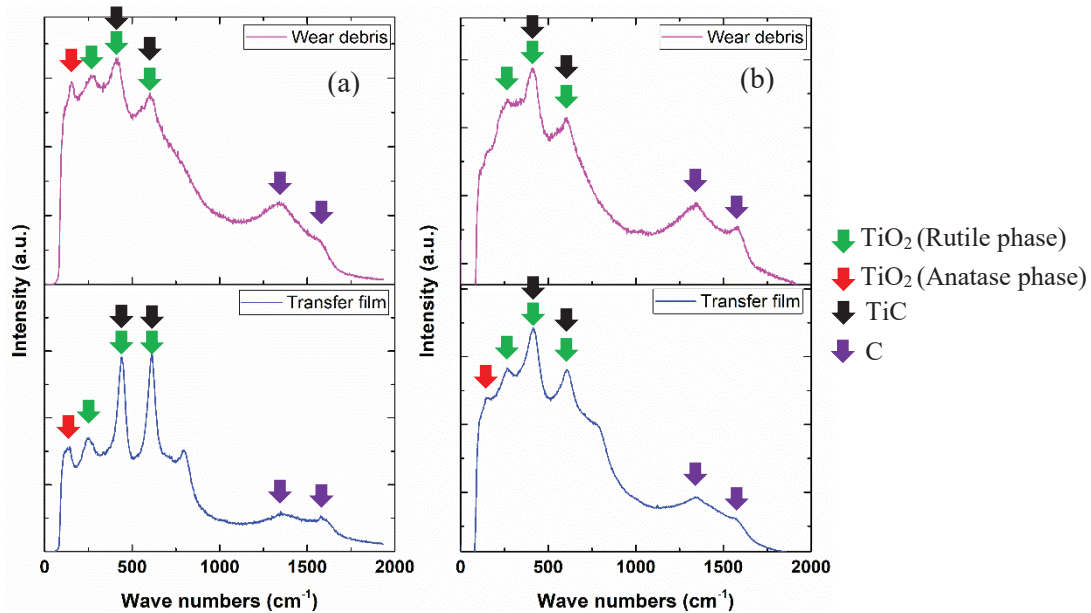 Wear debris
(a)
Intensity (a.u.)
Transfer film
0
500
1000
1500
2000
Wave numbers (cm⁻¹)
Wear debris
(b)
Intensity (a.u.)
Transfer film
0
500
1000
1500
2000
Wave numbers (cm⁻¹)
TiO₂ (Rutile phase)
TiO₂ (Anatase phase)
TiC
C